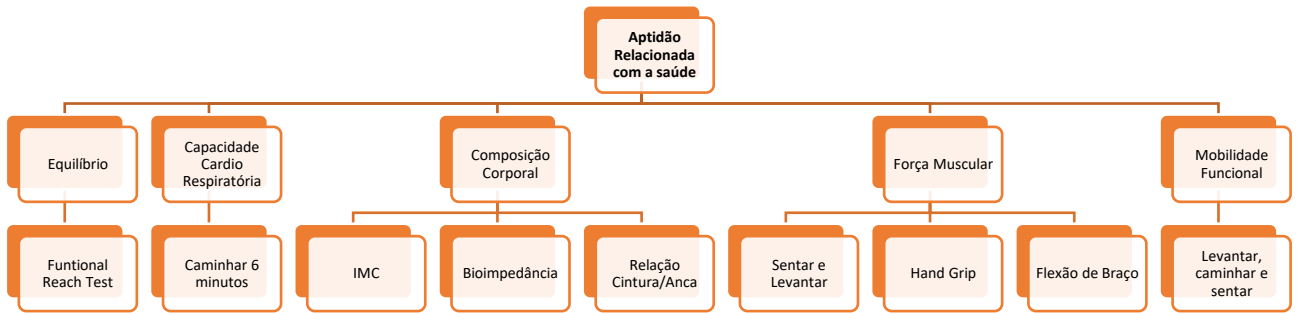 Aptidão
Relacionada
com a saúde
Equilíbrio
Capacidade
Cardio
Respiratória
Composição
Corporal
Força Muscular
Mobilidade
Funcional
Funtional
Reach Test
Caminhar 6
minutos
IMC
Bioimpedância
Relação
Cintura/Anca
Sentar e
Levantar
Hand Grip
Flexão de Braço
Levantar,
caminhar e
sentar